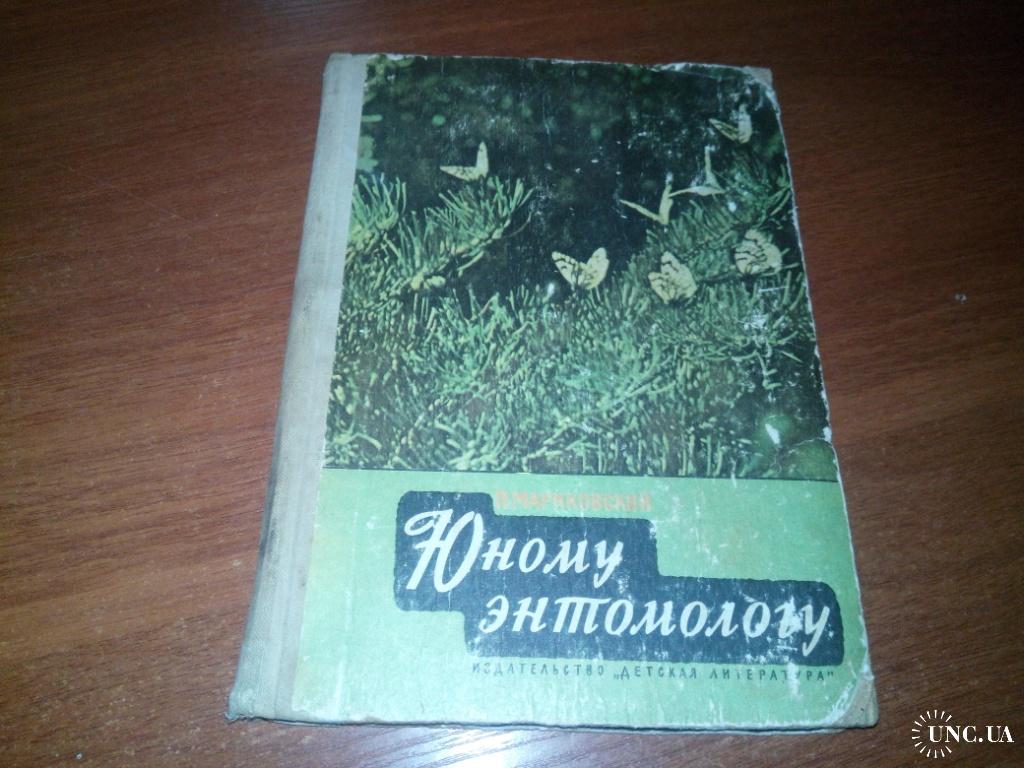 П. МАРИКОВСКИЙ
Юному
энтомологу
ИЗДАТЕЛЬСТВО „ДЕТСКАЯ ЛИТЕРАТУРА"
UNC.UA